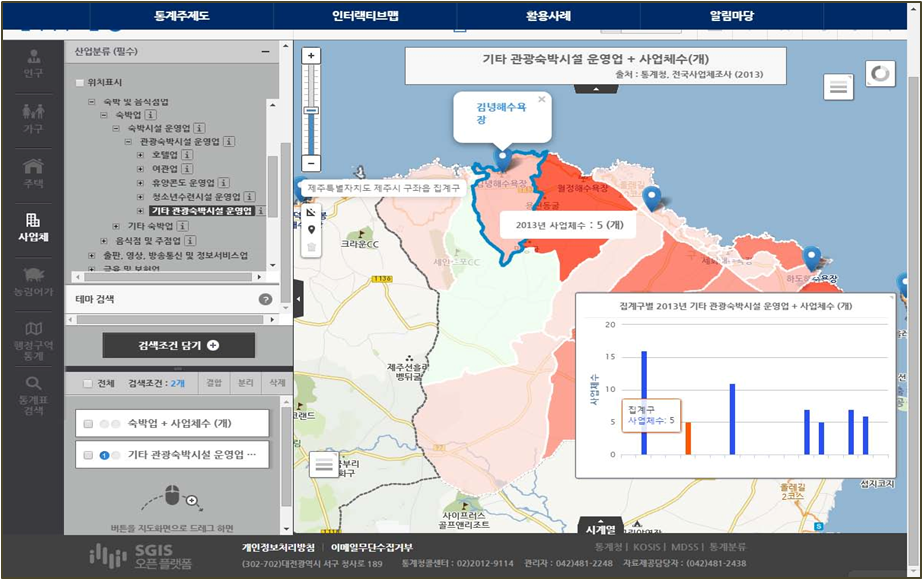 통계주제도
인터랙티브맵
활용사례
알림마당
인구
가구
주택
사업체
농림어가
행정구역
통계
통계표
검색
산업분류 (필수)
위치표시
숙박 및 음식점업
숙박업
숙박시설 운영업
관광숙박시설 운영업
호텔업
여관업
휴양콘도 운영업
청소년수련시설 운영업
기타 관광숙박시설 운영업
기타 숙박업
음식점 및 주점업
출판, 영상, 방송통신 및 정보서비스업
금융 및 보험업
테마 검색
검색조건 담기
전체 검색조건 : 2개 결합 분리 삭제
숙박업 + 사업체수 (개)
1 기타 관광숙박시설 운영업 ···
버튼을 지도화면으로 드래그 하면
기타 관광숙박시설 운영업 + 사업체수(개)
출처 : 통계청, 전국사업체조사 (2013)
김녕해수욕
장
김녕해수욕장
월정해수욕장
제주특별자치도 제주시 구좌읍 집계구
2013년 사업체수 : 5 (개)
크라운CC
세인스포CC
1136
제주선흘리
벵뒤굴
사이프러스
골프앤리조트
올레길
2코스
섭지코지
시계열
집계구별 2013년 기타 관광숙박시설 운영업 + 사업체수 (개)
사업체수
20
15
10
5
0
집계구
사업체수: 5
SGIS
오픈 플랫폼
개인정보처리방침 | 이메일무단수집거부
통계청 | KOSIS | MDSS | 통계분류
(302-702)대전광역시 서구 청사로 189 통계청콜센터 : 02)2012-9114 관리자 : 042)481-2248 자료제공담당자 : (042)481-2438